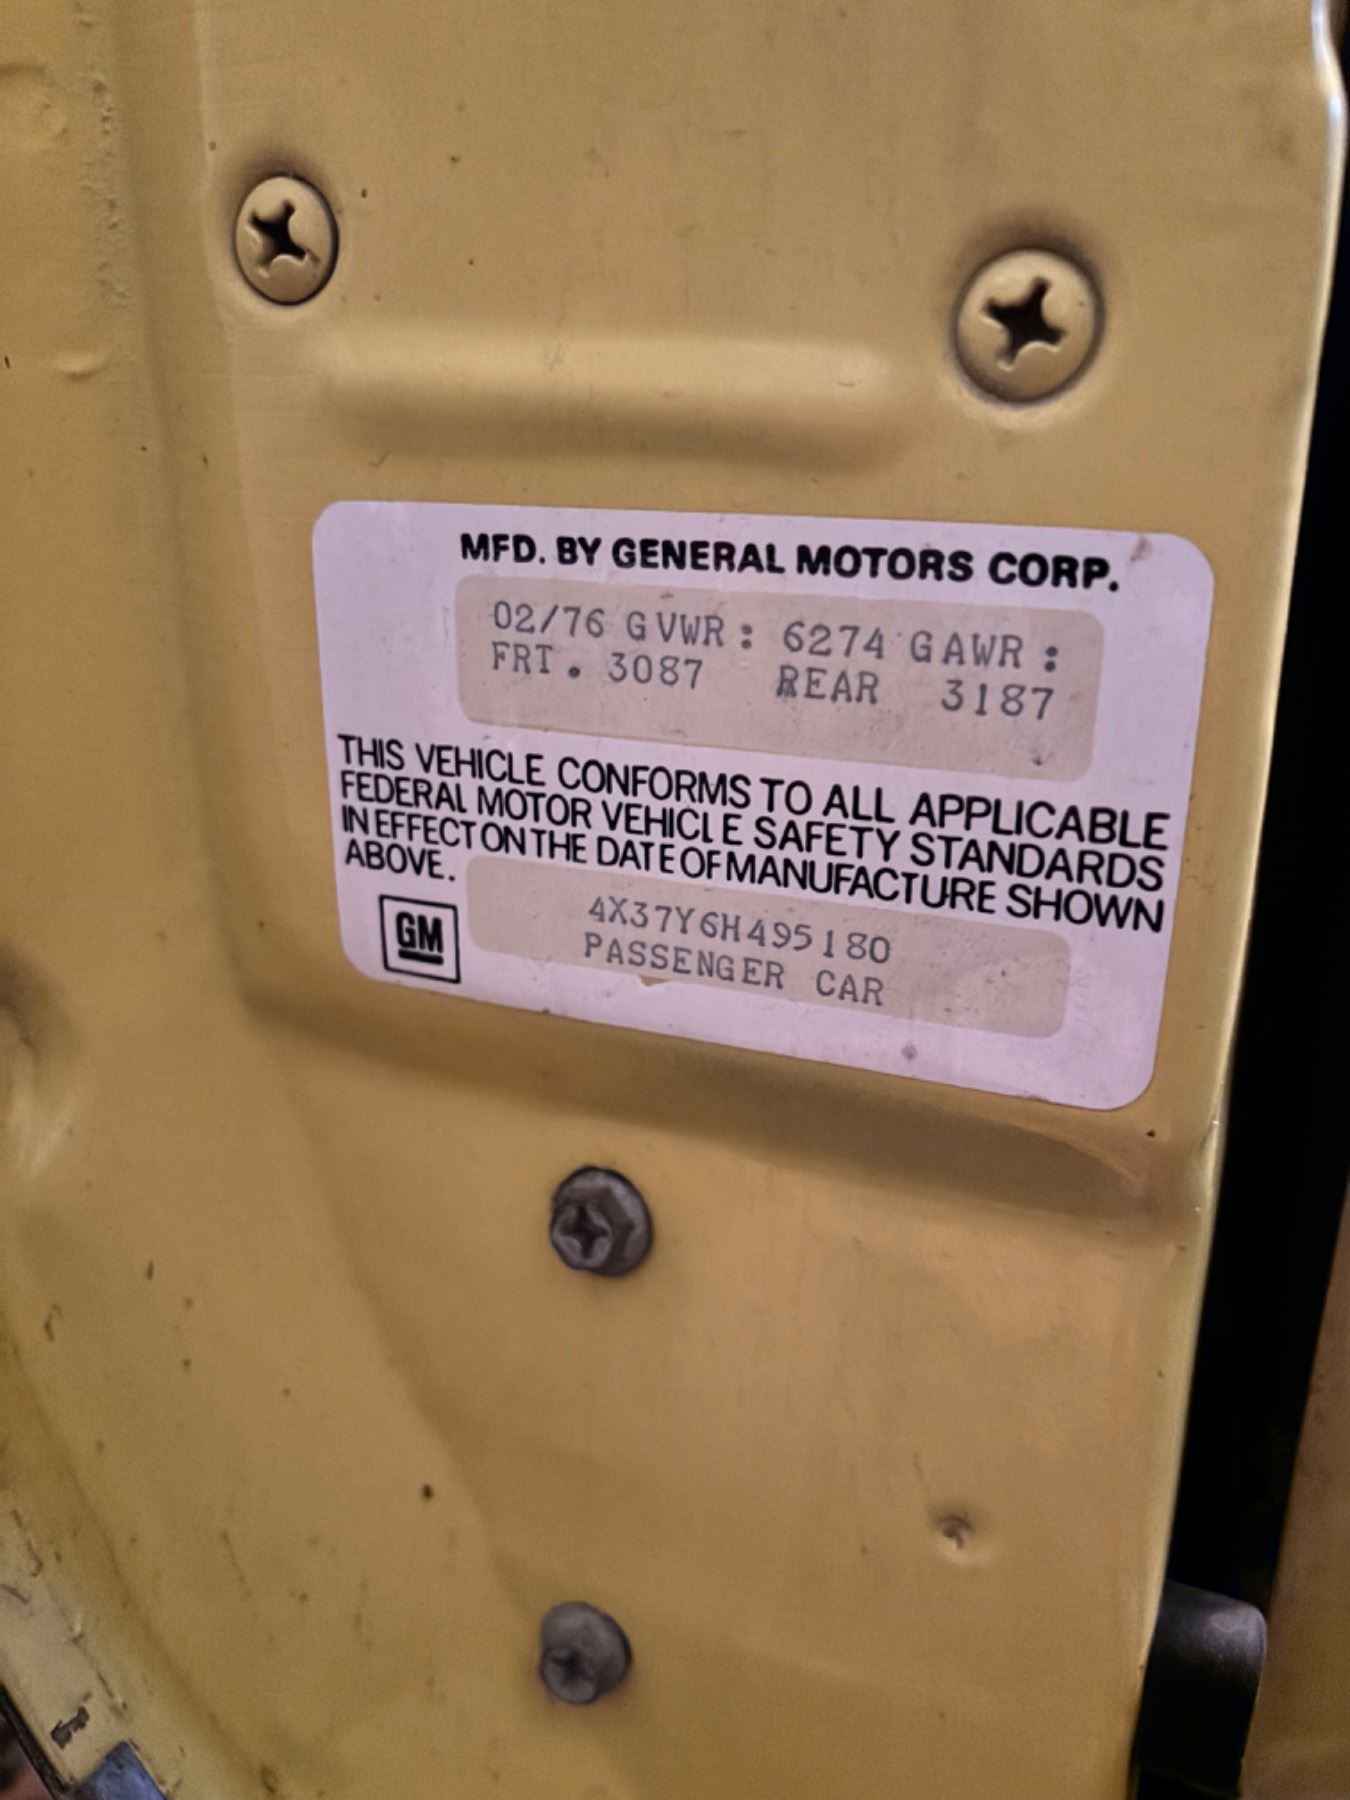 MFD. BY GENERAL MOTORS CORP.
02/76 GVWR: 6274 GAWR:
FRT. 3087 REAR 3187
THIS VEHICLE CONFORMS TO ALL APPLICABLE
FEDERAL MOTOR VEHICLE SAFETY STANDARDS
IN EFFECT ON THE DATE OF MANUFACTURE SHOWN
ABOVE.
GM
4X37Y6H495180
PASSENGER CAR